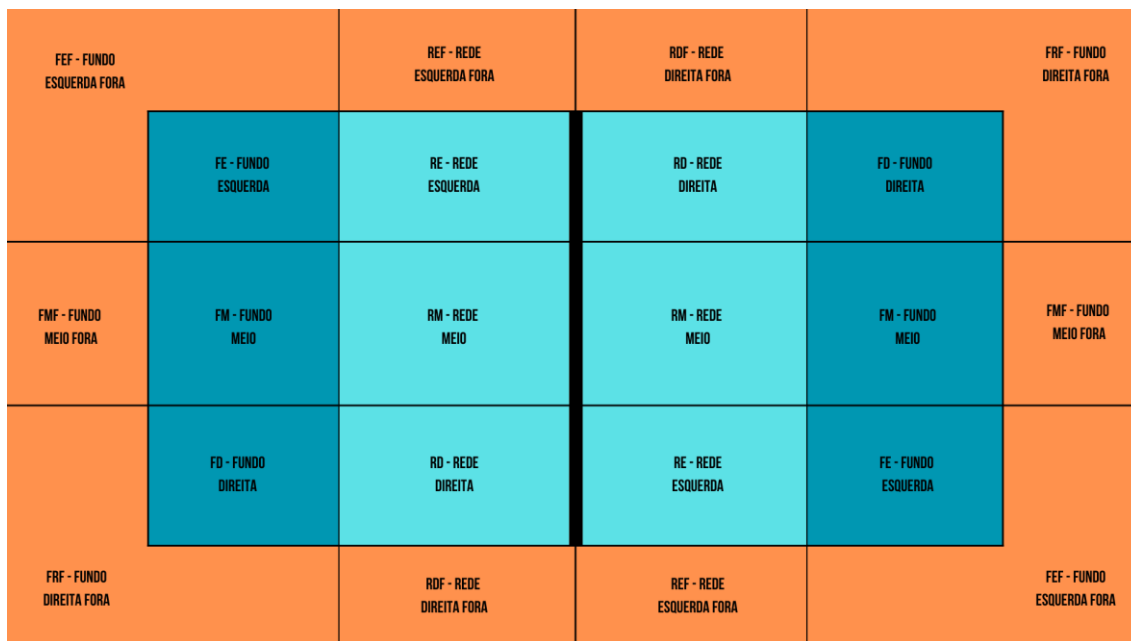 FEF - FUNDO
ESQUERDA FORA
REF - REDE
ESQUERDA FORA
RDF - REDE
DIREITA FORA
FRF - FUNDO
DIREITA FORA
FE - FUNDO
ESQUERDA
RE - REDE
ESQUERDA
RD - REDE
DIREITA
FD - FUNDO
DIREITA
FMF - FUNDO
MEIO FORA
FM - FUNDO
MEIO
RM - REDE
MEIO
RM - REDE
MEIO
FM - FUNDO
MEIO
FMF - FUNDO
MEIO FORA
FD - FUNDO
DIREITA
RD - REDE
DIREITA
RE - REDE
ESQUERDA
FE - FUNDO
ESQUERDA
FRF - FUNDO
DIREITA FORA
RDF - REDE
DIREITA FORA
REF - REDE
ESQUERDA FORA
FEF - FUNDO
ESQUERDA FORA